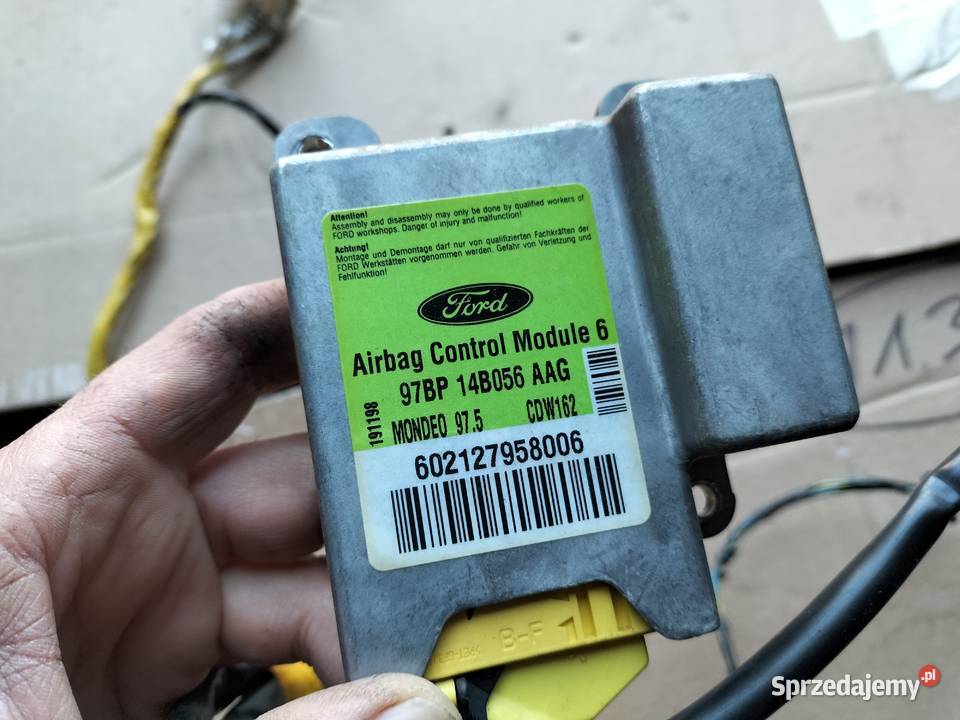 Attention!
Assembly and disassembly may only be done by qualified workers of
FORD workshops. Danger of injury and malfunction!
Achtung!
Montage und Demontage darf nur von qualifizierten Fachkräften der
FORD Werkstätten vorgenommen werden. Gefahr von Verletzung und
Fehlfunktion!
Ford
Airbag Control Module 6
97BP 14B056 AAG
MONDEO 97.5 CDW162
191198
602127958006
B-F
11.3
Sprzedajemy.pl